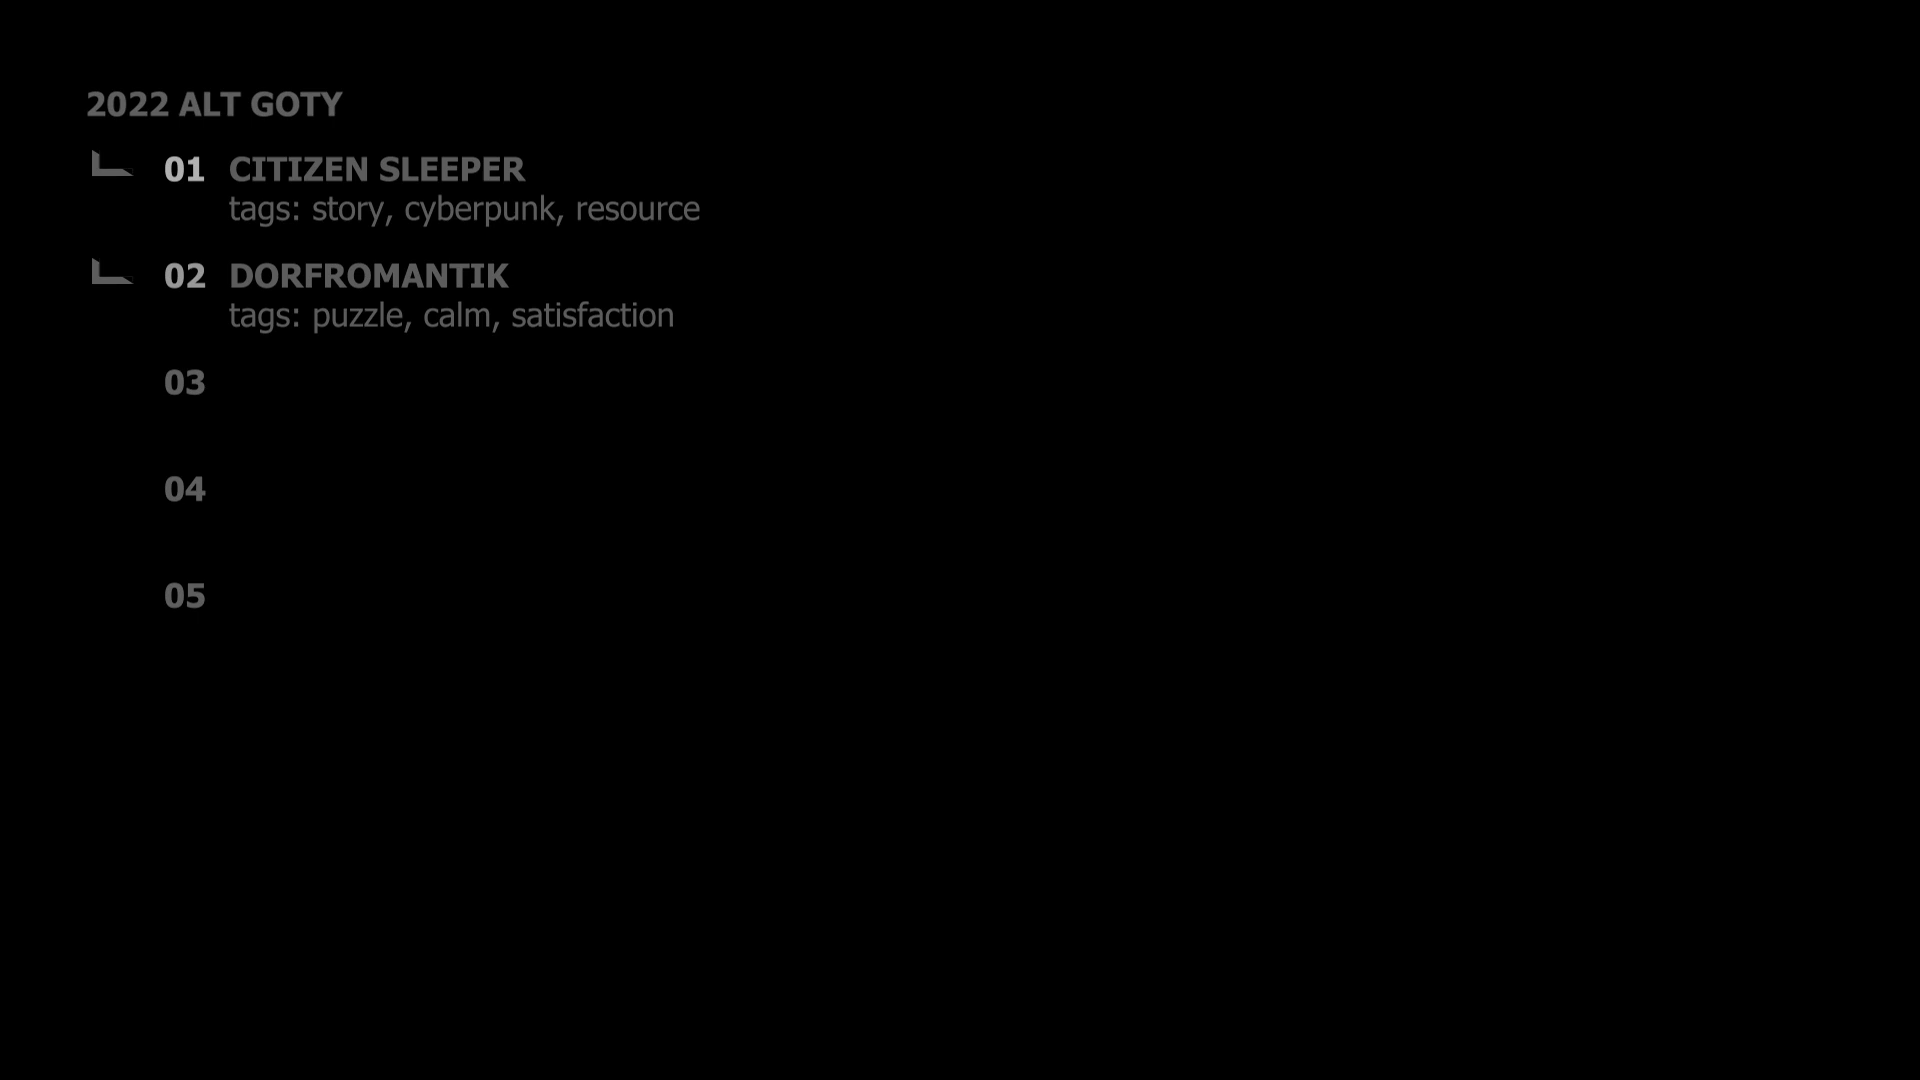 2022 ALT GOTY
01 CITIZEN SLEEPER
tags: story, cyberpunk, resource
02 DORFROMANTIK
tags: puzzle, calm, satisfaction
03
04
05